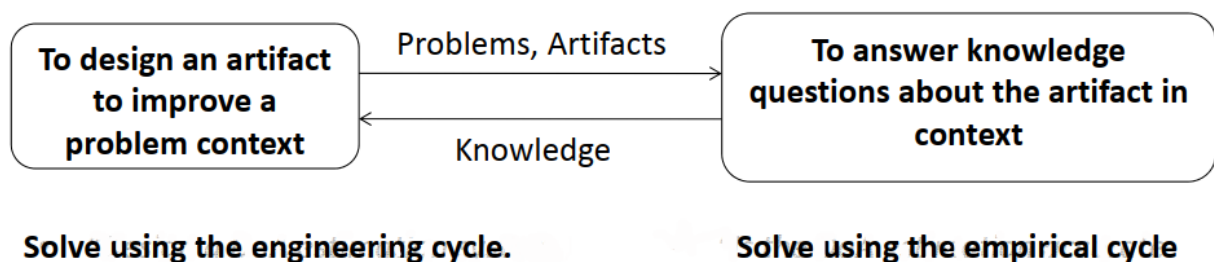 To design an artifact
to improve a
problem context
Problems, Artifacts
Knowledge
To answer knowledge
questions about the artifact in
context
Solve using the engineering cycle.
Solve using the empirical cycle